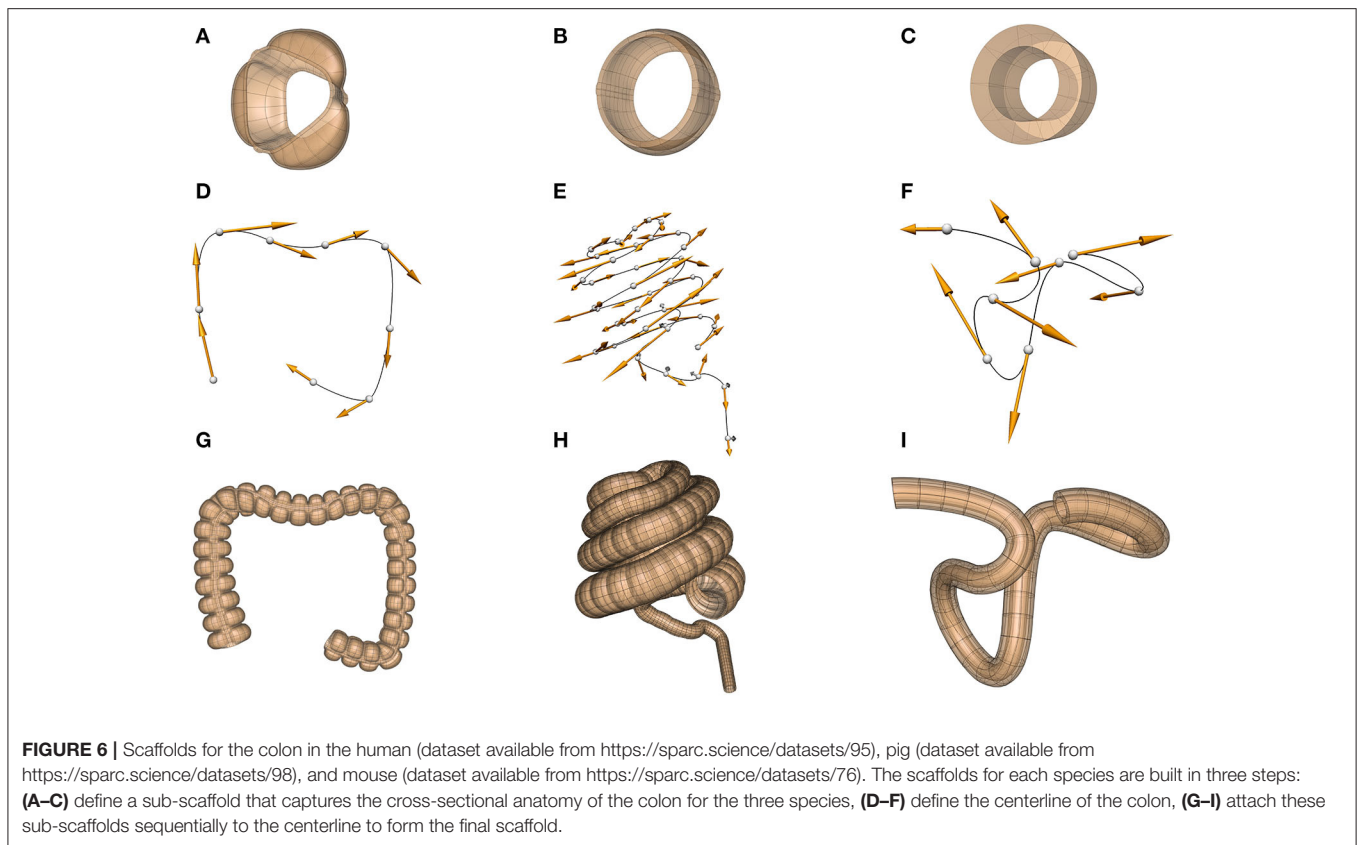 A
B
C
D
E
F
G
H
I
FIGURE 6 | Scaffolds for the colon in the human (dataset available from https://sparc.science/datasets/95), pig (dataset available from
https://sparc.science/datasets/98), and mouse (dataset available from https://sparc.science/datasets/76). The scaffolds for each species are built in three steps:
(A–C) define a sub-scaffold that captures the cross-sectional anatomy of the colon for the three species, (D–F) define the centerline of the colon, (G–I) attach these
sub-scaffolds sequentially to the centerline to form the final scaffold.